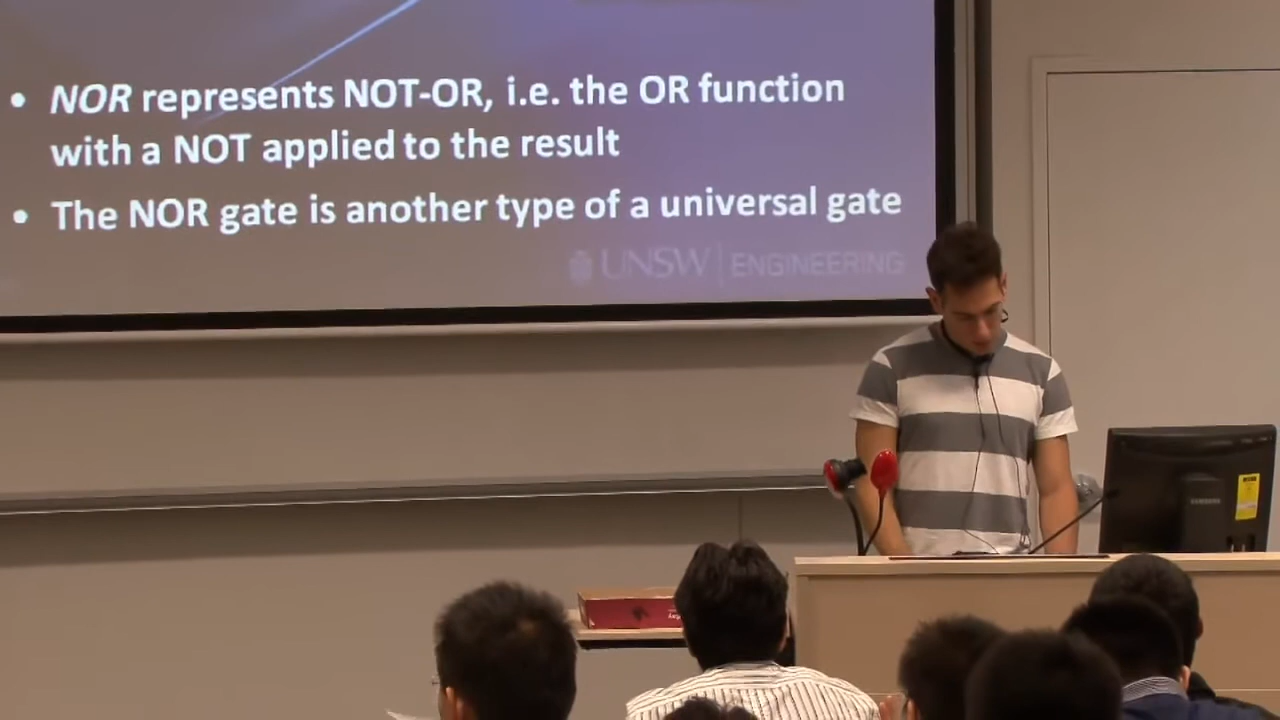 • NOR represents NOT-OR, i.e. the OR function
with a NOT applied to the result
• The NOR gate is another type of a universal gate
UNSW | ENGINEERING
SAMSUNG